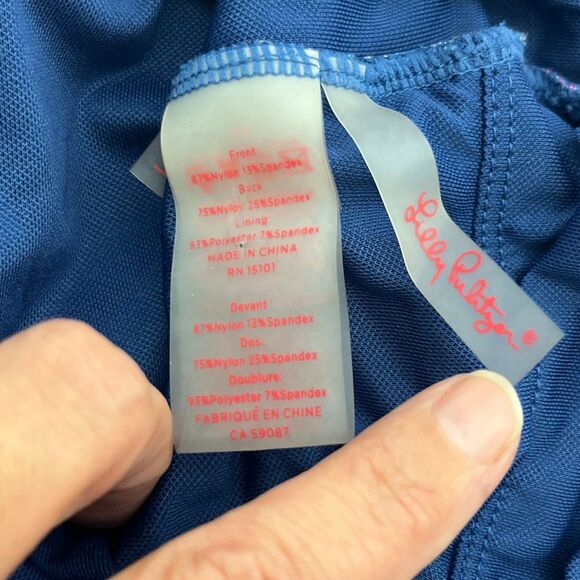 Front
87%Nylon 13%Spandex
Back
75%Nylon 25%Spandex
Lining:
93%Polyester 7%Spandex
MADE IN CHINA
RN 15101
Devant:
87%Nylon 13%Spandex
Dos:
75%Nylon 25%Spandex
Doublure:
93%Polyester 7%Spandex
FABRIQUÉ EN CHINE
CA 59087
Lilly Pulitzer®